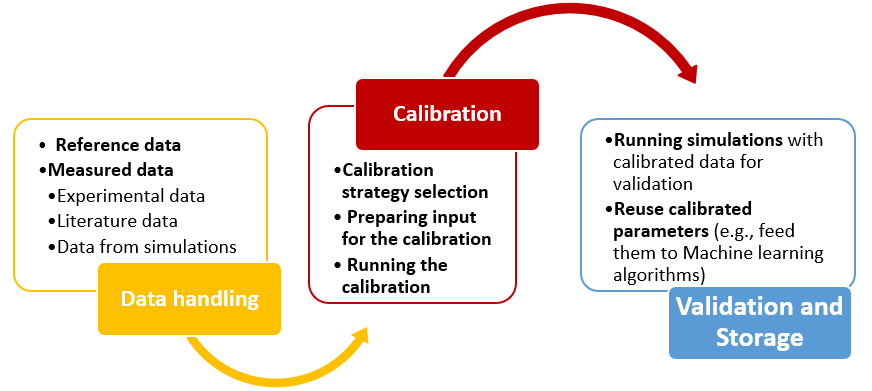 • Reference data
•Measured data
•Experimental data
•Literature data
•Data from simulations
Data handling
Calibration
•Calibration
strategy selection
• Preparing input
for the calibration
• Running the
calibration
•Running simulations with
calibrated data for
validation
•Reuse calibrated
parameters (e.g., feed
them to Machine learning
algorithms)
Validation and
Storage